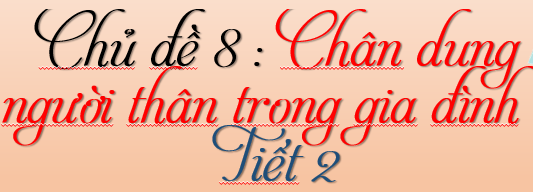 Chủ đề 8 : Chân dung
người thân trong gia đình
Tiết 2